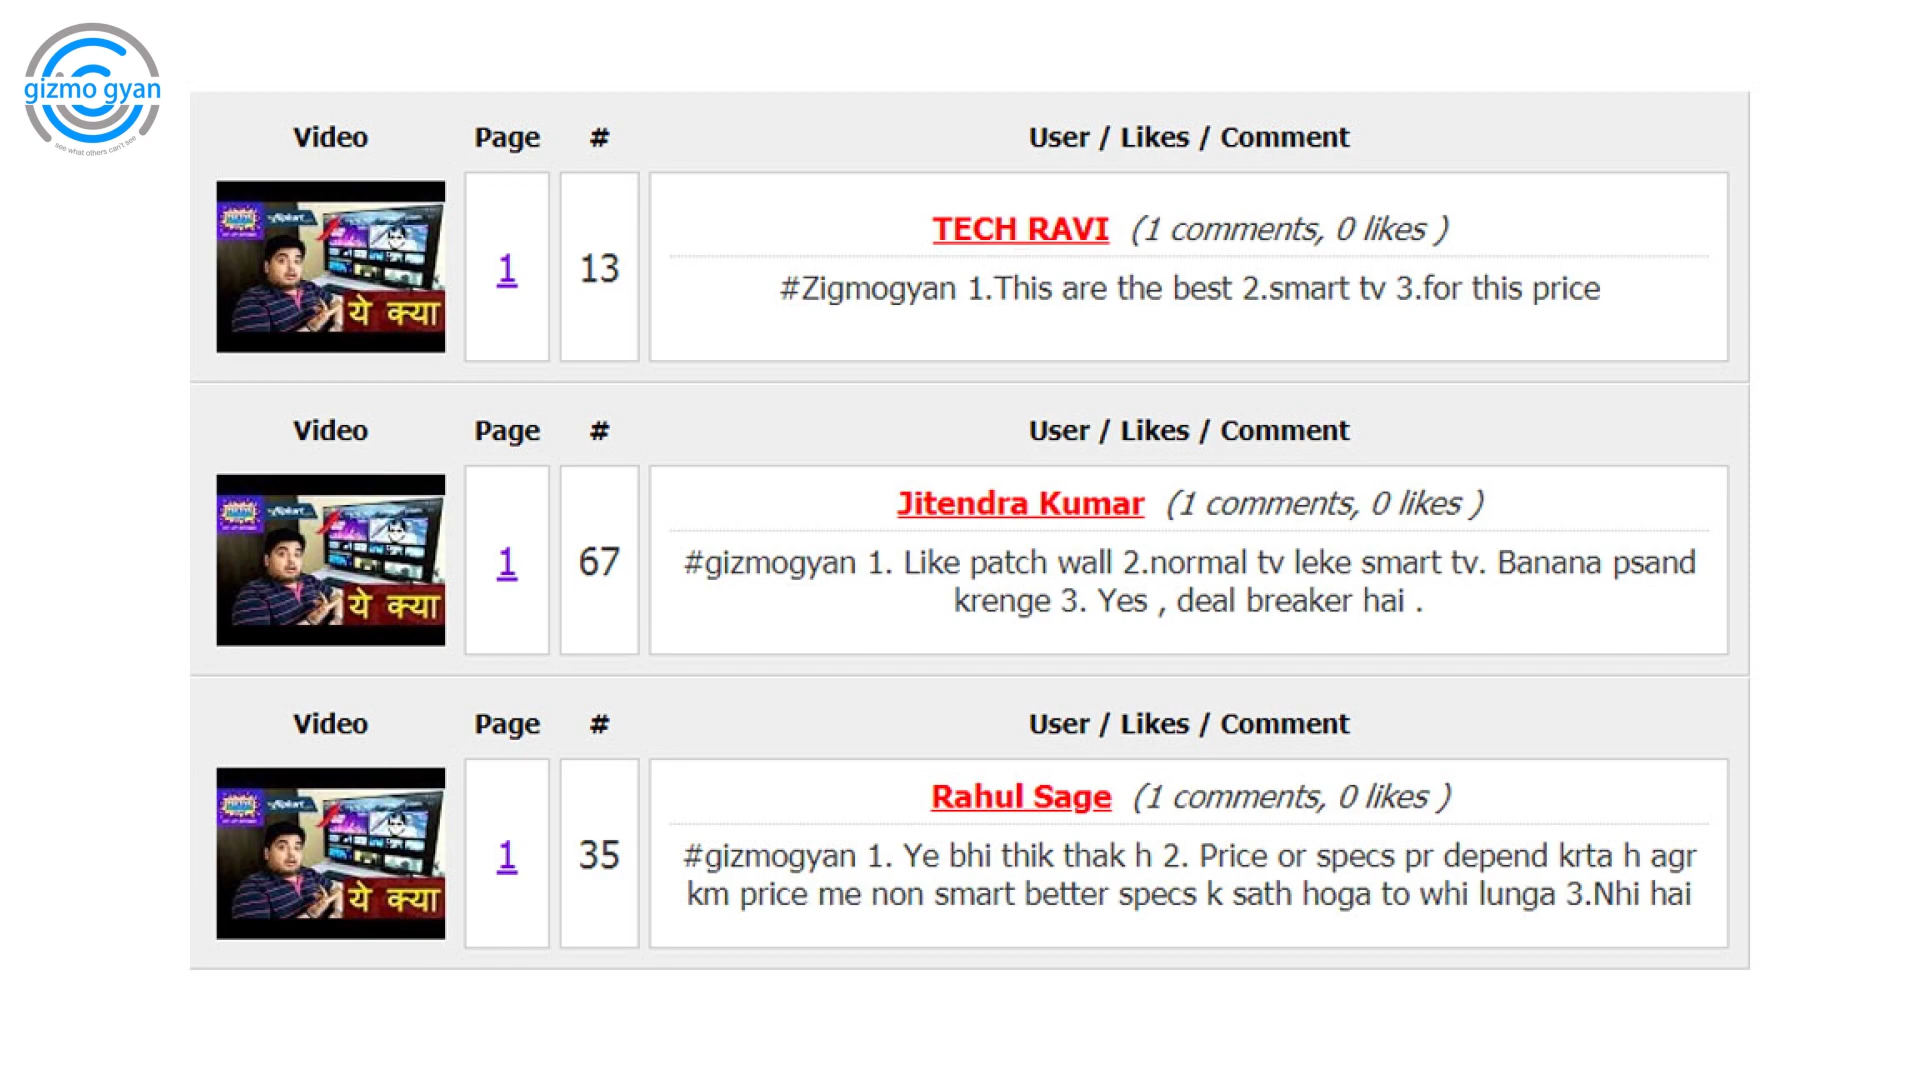 gizmo gyan
see what others can't see
Video Page # User / Likes / Comment
ये क्या
1
13
TECH RAVI (1 comments, 0 likes )
#Zigmogyan 1.This are the best 2.smart tv 3.for this price
Video Page # User / Likes / Comment
ये क्या
1
67
Jitendra Kumar (1 comments, 0 likes )
#gizmogyan 1. Like patch wall 2.normal tv leke smart tv. Banana psand
krenge 3. Yes , deal breaker hai .
Video Page # User / Likes / Comment
ये क्या
1
35
Rahul Sage (1 comments, 0 likes )
#gizmogyan 1. Ye bhi thik thak h 2. Price or specs pr depend krta h agr
km price me non smart better specs k sath hoga to whi lunga 3.Nhi hai